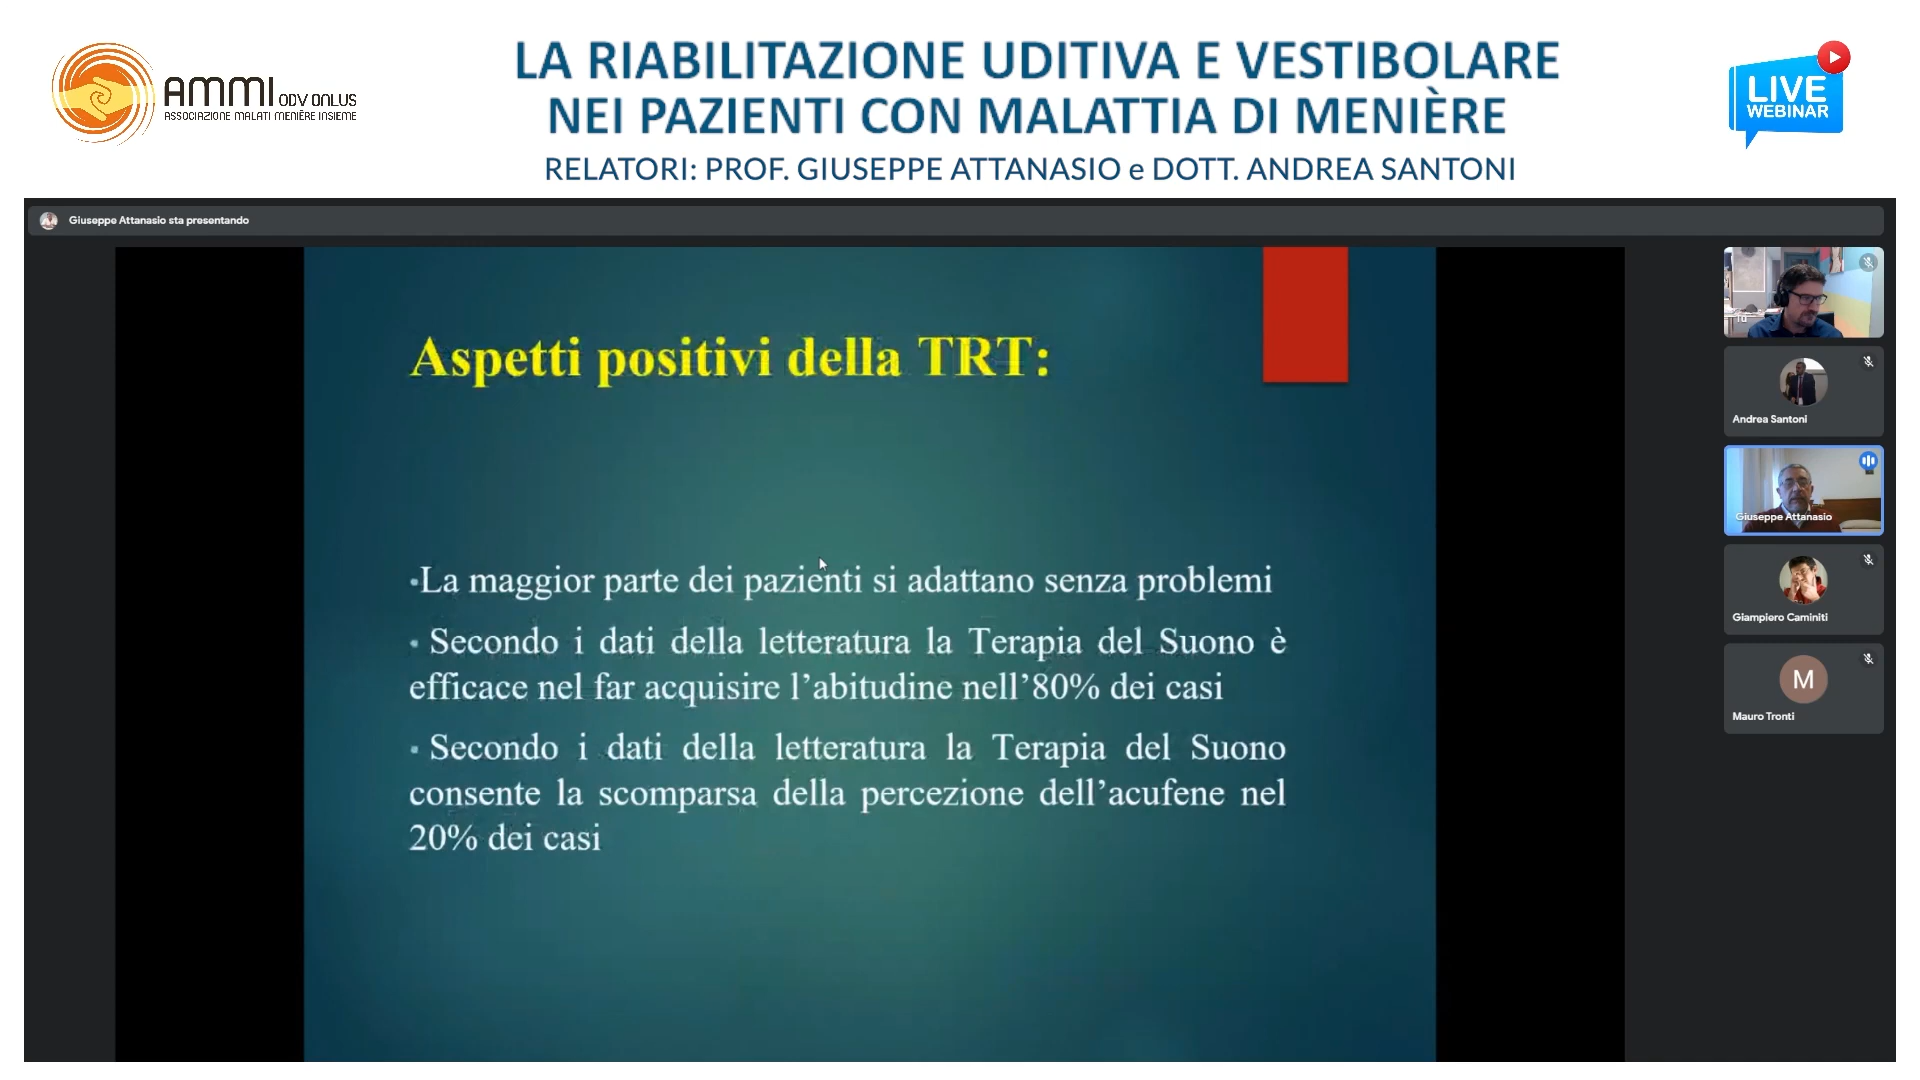 AMMI ODV ONLUS
ASSOCIAZIONE MALATI MENIÈRE INSIEME
LA RIABILITAZIONE UDITIVA E VESTIBOLARE
NEI PAZIENTI CON MALATTIA DI MENIÈRE
RELATORI: PROF. GIUSEPPE ATTANASIO e DOTT. ANDREA SANTONI
LIVE
WEBINAR
Giuseppe Attanasio sta presentando
Aspetti positivi della TRT:
•La maggior parte dei pazienti si adattano senza problemi
• Secondo i dati della letteratura la Terapia del Suono è
efficace nel far acquisire l’abitudine nell’80% dei casi
• Secondo i dati della letteratura la Terapia del Suono
consente la scomparsa della percezione dell’acufene nel
20% dei casi
Tu
Andrea Santoni
Giuseppe Attanasio
Giampiero Caminiti
M
Mauro Tronti